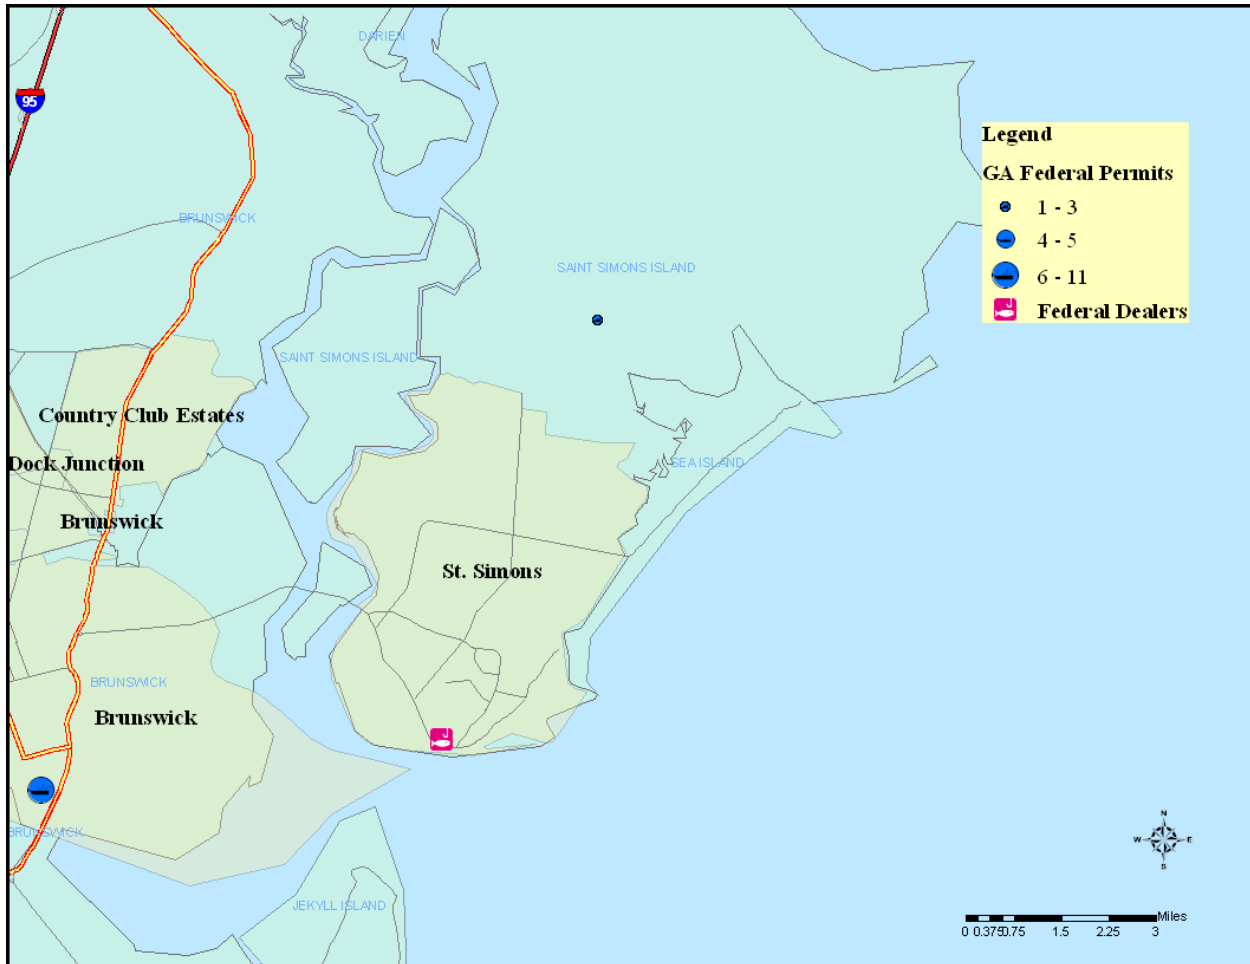 DARIEN
95
Legend
GA Federal Permits
1 - 3
4 - 5
6 - 11
Federal Dealers
BRUNSWICK
SAINT SIMONS ISLAND
SAINT SIMONS ISLAND
Country Club Estates
Dock Junction
SEA ISLAND
Brunswick
St. Simons
BRUNSWICK
Brunswick
BRUNSWICK
N
W E
S
JEKYLL ISLAND
Miles
0 0.375 0.75 1.5 2.25 3